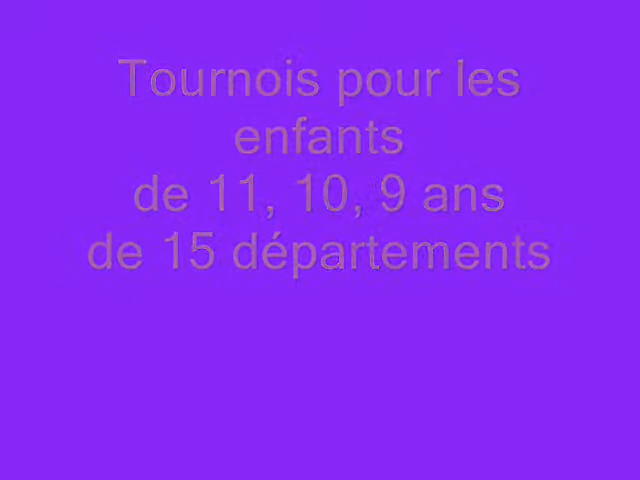 Tournois pour les
enfants
de 11, 10, 9 ans
de 15 départements